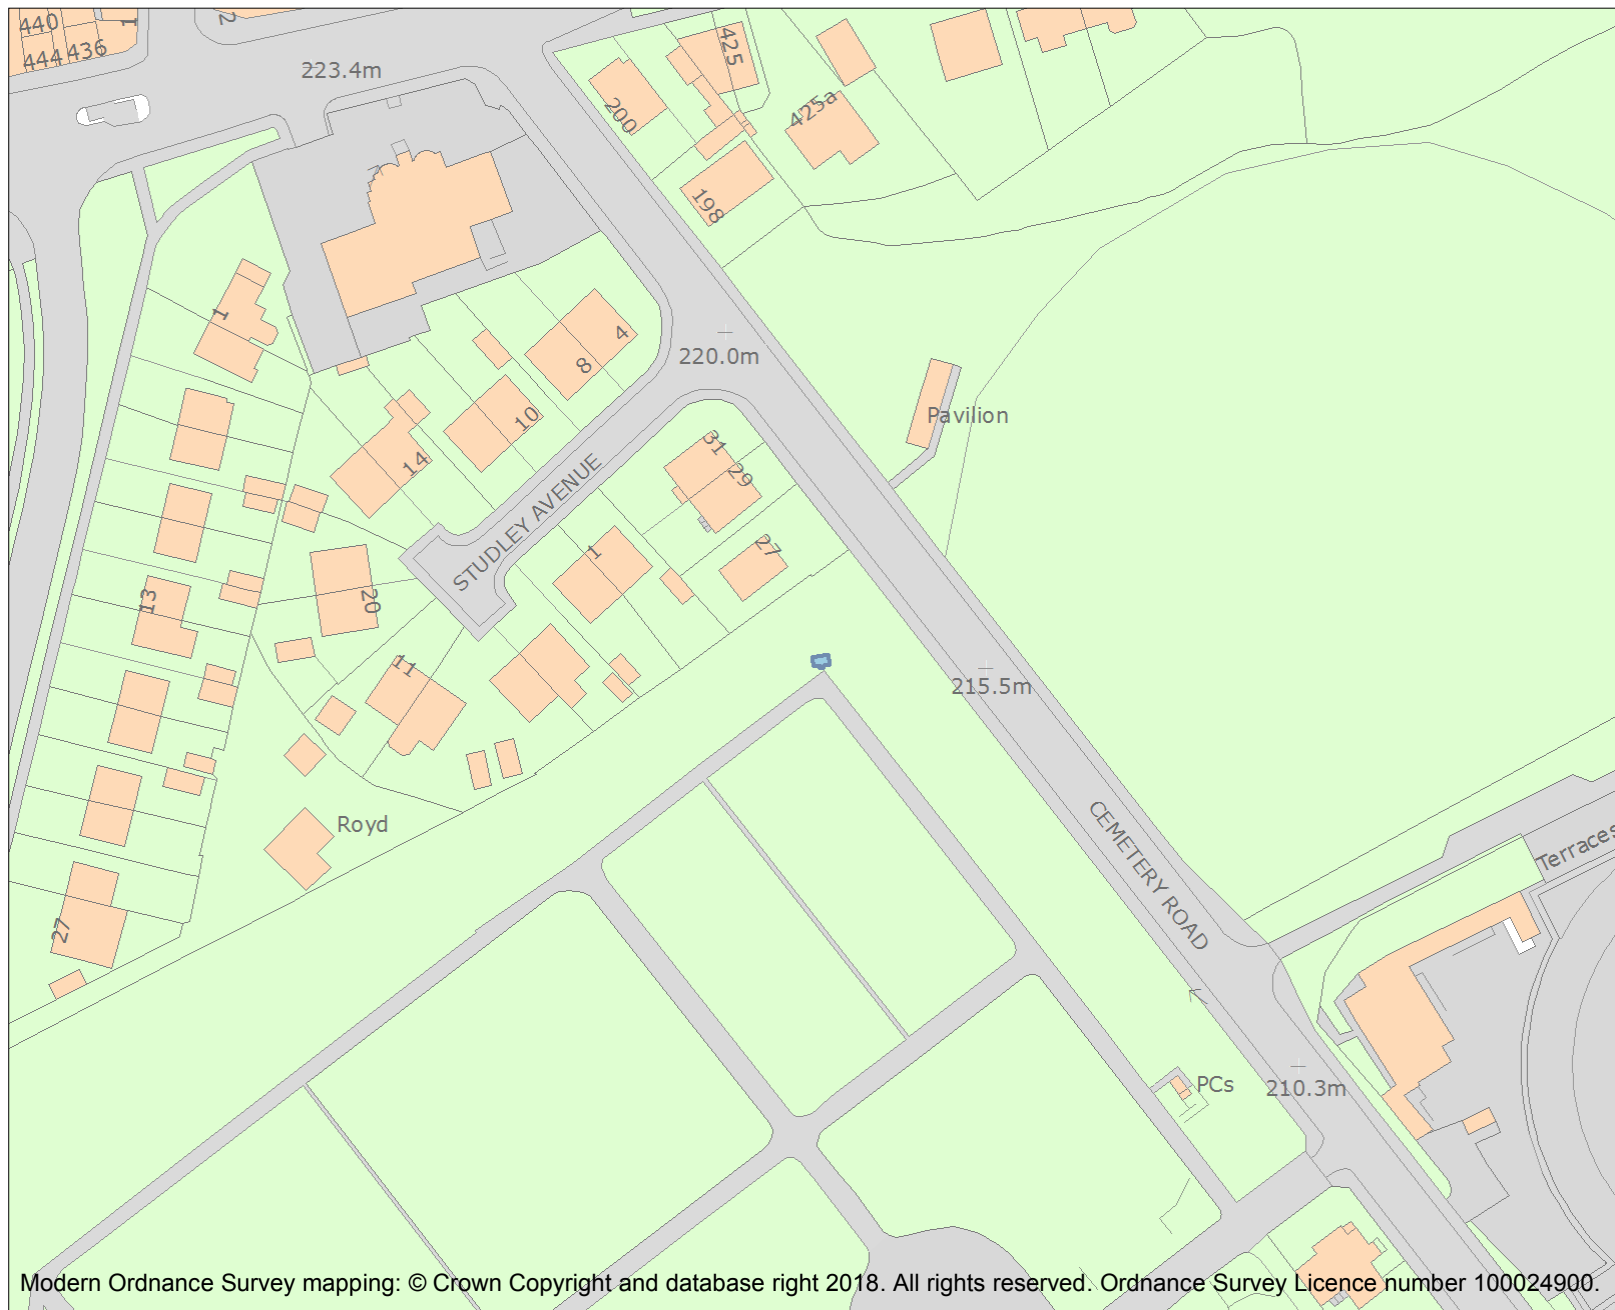 440
1
2
444 436
223.4m
425
200
425a
198
1
4
220.0m
8
Pavilion
10
31
14
29
STUDLEY AVENUE
1
27
13
20
11
215.5m
Royd
CEMETERY ROAD
Terraces
27
PCs
210.3m
Modern Ordnance Survey mapping: © Crown Copyright and database right 2018. All rights reserved. Ordnance Survey Licence number 100024900.